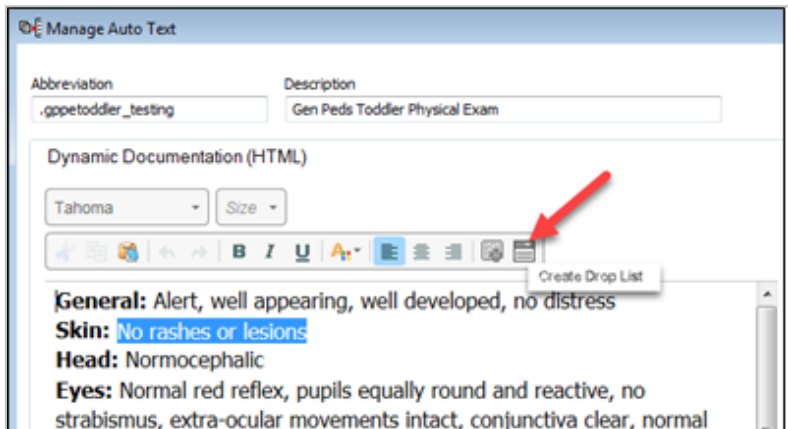 Manage Auto Text
Abbreviation Description
.gppetoddler_testing Gen Peds Toddler Physical Exam
Dynamic Documentation (HTML)
Tahoma Size
B I U A
Create Drop List
General: Alert, well appearing, well developed, no distress
Skin: No rashes or lesions
Head: Normocephalic
Eyes: Normal red reflex, pupils equally round and reactive, no
strabismus, extra-ocular movements intact, conjunctiva clear, normal